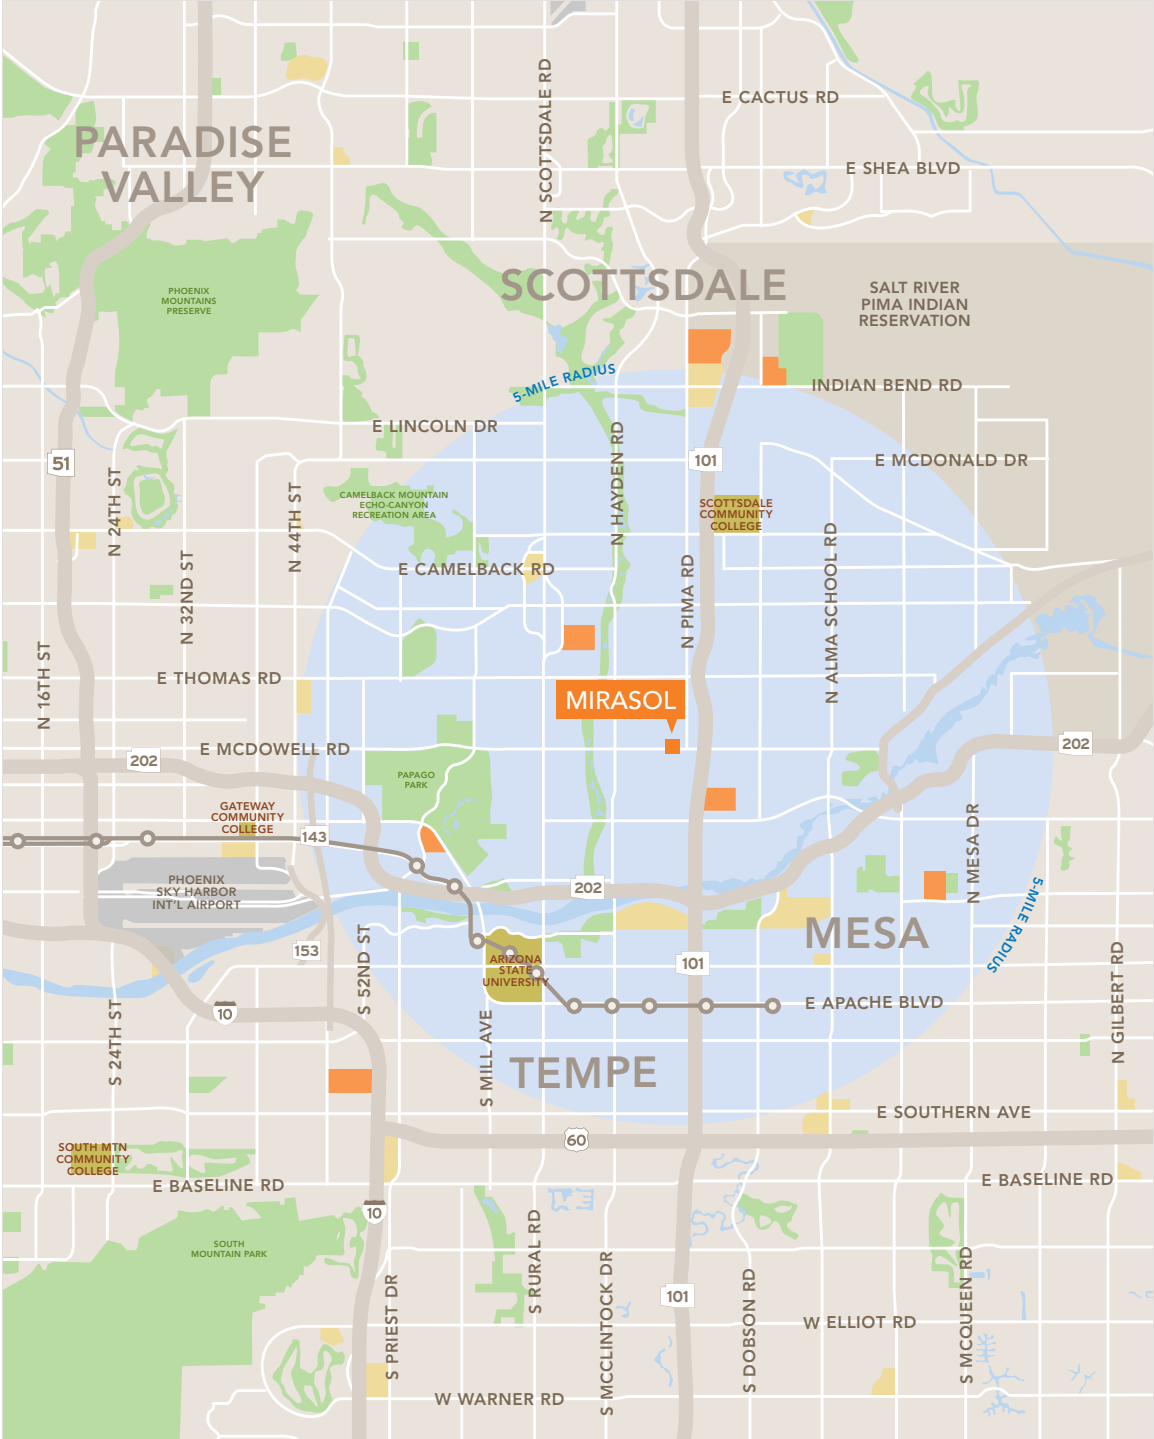 E CACTUS RD
N SCOTTSDALE RD
PARADISE
VALLEY
E SHEA BLVD
SCOTTSDALE
PHOENIX
MOUNTAINS
PRESERVE
SALT RIVER
PIMA INDIAN
RESERVATION
5-MILE RADIUS
INDIAN BEND RD
E LINCOLN DR
N HAYDEN RD
51
101
E MCDONALD DR
N 24TH ST
N 44TH ST
CAMELBACK MOUNTAIN
ECHO-CANYON
RECREATION AREA
SCOTTSDALE
COMMUNITY
COLLEGE
N 32ND ST
E CAMELBACK RD
N PIMA RD
N ALMA SCHOOL RD
N 16TH ST
E THOMAS RD
MIRASOL
E MCDOWELL RD
202
202
PAPAGO
PARK
GATEWAY
COMMUNITY
COLLEGE
143
N MESA DR
PHOENIX
SKY HARBOR
INT'L AIRPORT
202
5-MILE RADIUS
MESA
153
S 52ND ST
ARIZONA
STATE
UNIVERSITY
101
N GILBERT RD
E APACHE BLVD
10
S 24TH ST
S MILL AVE
TEMPE
E SOUTHERN AVE
60
SOUTH MTN
COMMUNITY
COLLEGE
E BASELINE RD
E BASELINE RD
10
SOUTH
MOUNTAIN PARK
S RURAL RD
S PRIEST DR
S MCCLINTOCK DR
101
S DOBSON RD
W ELLIOT RD
S MCQUEEN RD
W WARNER RD